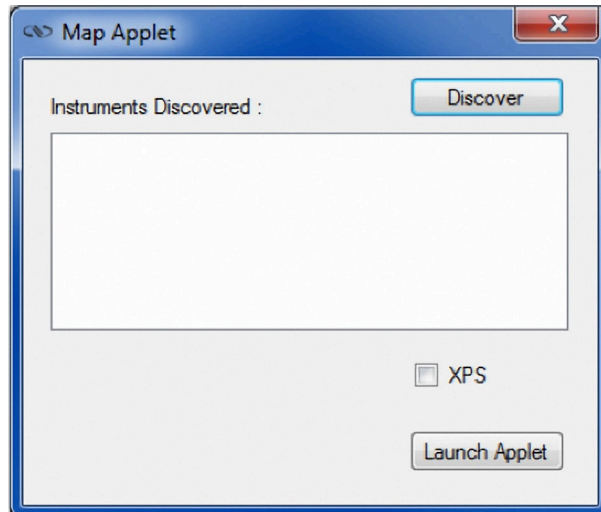 Map Applet
Discover
Instruments Discovered :
XPS
Launch Applet